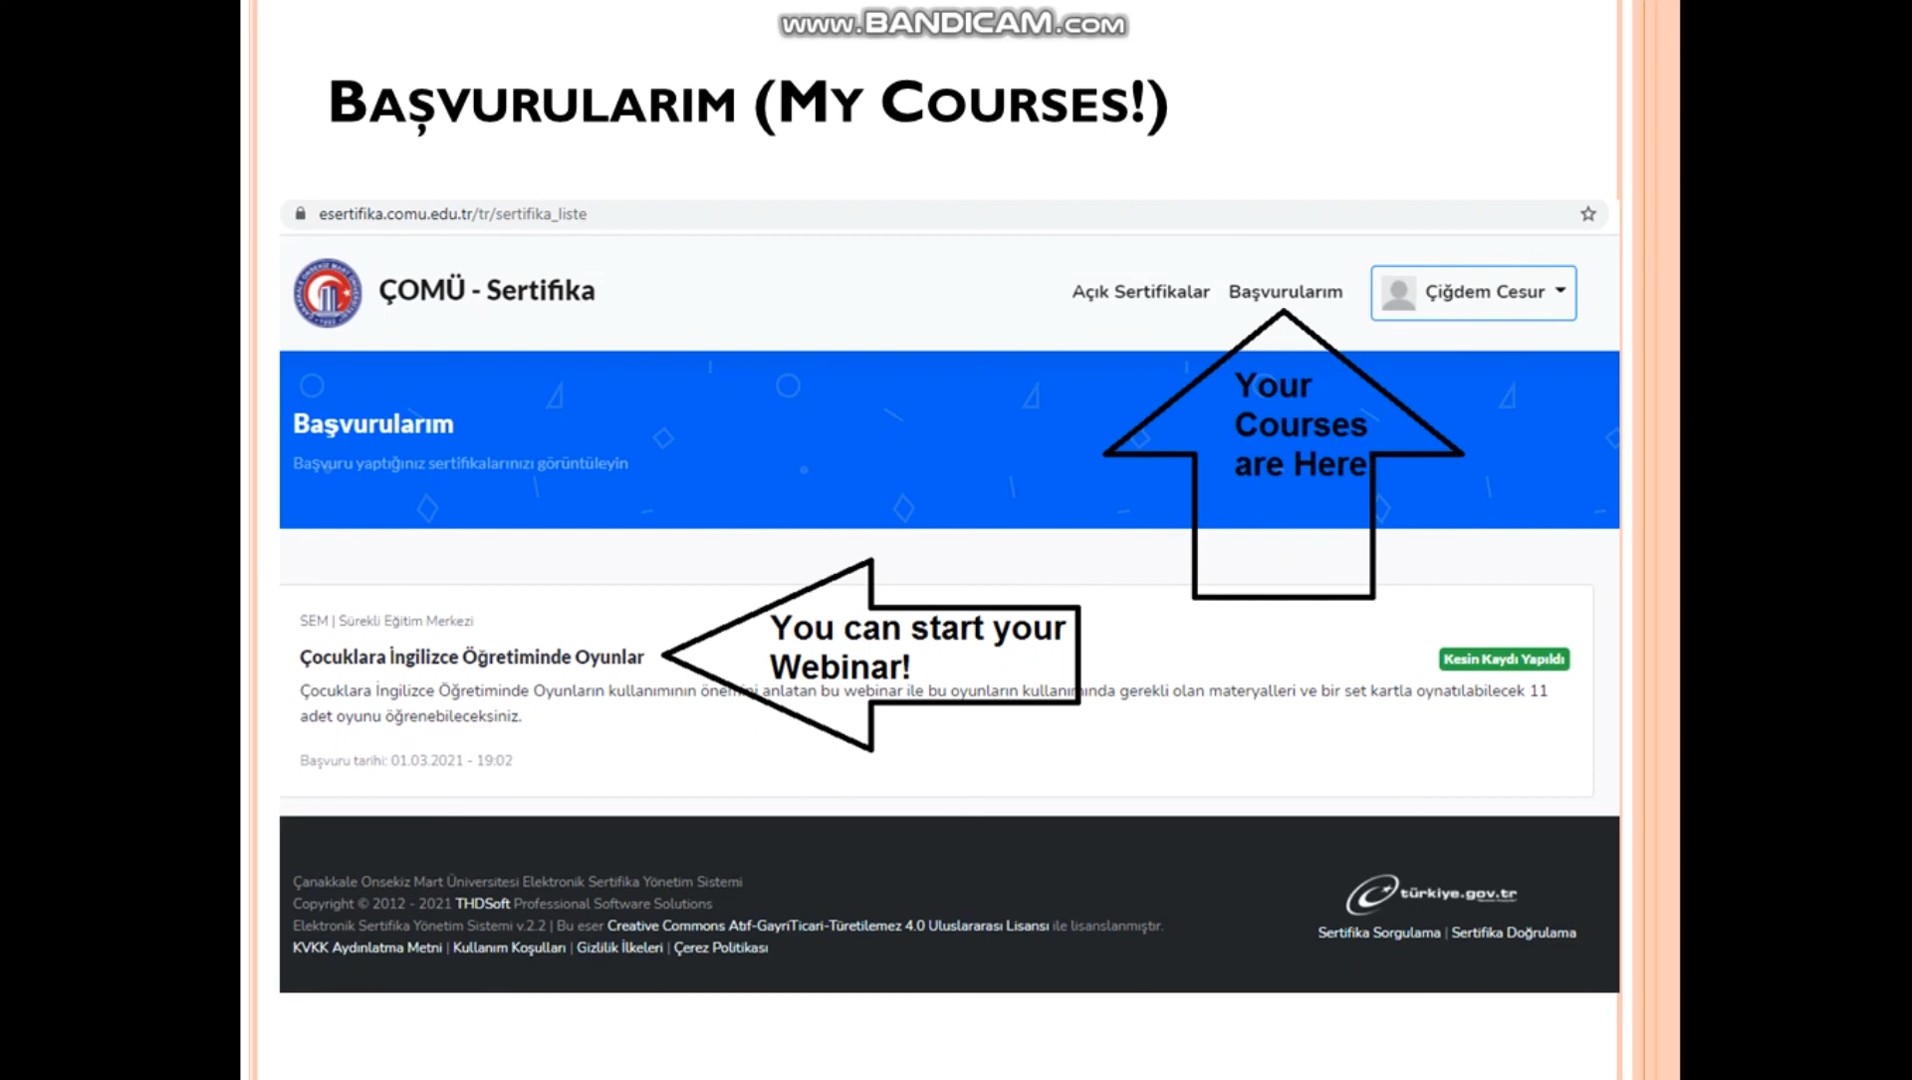 www.BANDICAM.com
BAŞVURULARIM (MY COURSES!)
esertifika.comu.edu.tr/tr/sertifika_liste
ÇOMÜ - Sertifika
Açık Sertifikalar
Başvurularım
Çiğdem Cesur
Your
Courses
are Here
Başvurularım
Başvuru yaptığınız sertifikalarınızı görüntüleyin
SEM | Sürekli Eğitim Merkezi
You can start your
Webinar!
Çocuklara İngilizce Öğretiminde Oyunlar
Kesin Kaydı Yapıldı
Çocuklara İngilizce Öğretiminde Oyunların kullanımının önemini anlatan bu webinar ile bu oyunların kullanımında gerekli olan materyalleri ve bir set kartla oynatılabilecek 11
adet oyunu öğrenebileceksiniz.
Başvuru tarihi: 01.03.2021 - 19:02
Çanakkale Onsekiz Mart Üniversitesi Elektronik Sertifika Yönetim Sistemi
Copyright © 2012 - 2021 THDSoft Professional Software Solutions
Elektronik Sertifika Yönetim Sistemi v.2.2 | Bu eser Creative Commons Atıf-GayriTicari-Türetilemez 4.0 Uluslararası Lisansı ile lisanslanmıştır.
KVKK Aydınlatma Metni | Kullanım Koşulları | Gizlilik İlkeleri | Çerez Politikası
türkiye.gov.tr
Sertifika Sorgulama | Sertifika Doğrulama